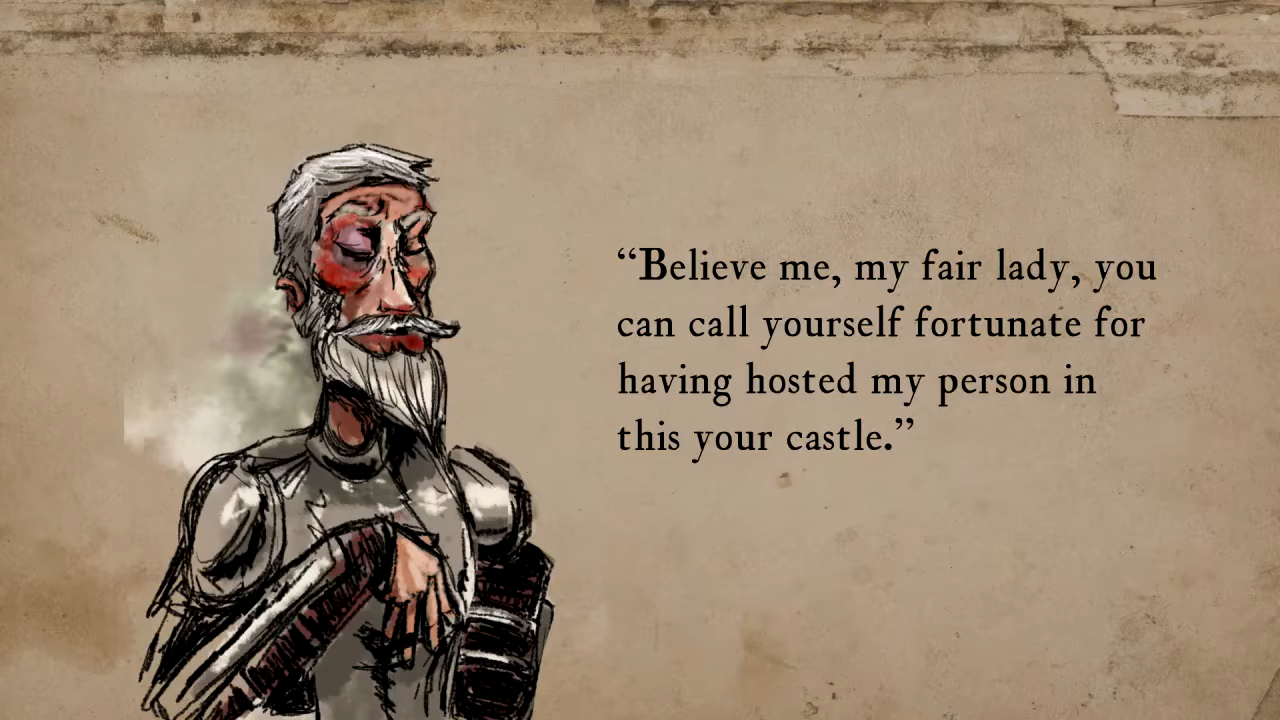 “Believe me, my fair lady, you
can call yourself fortunate for
having hosted my person in
this your castle.”